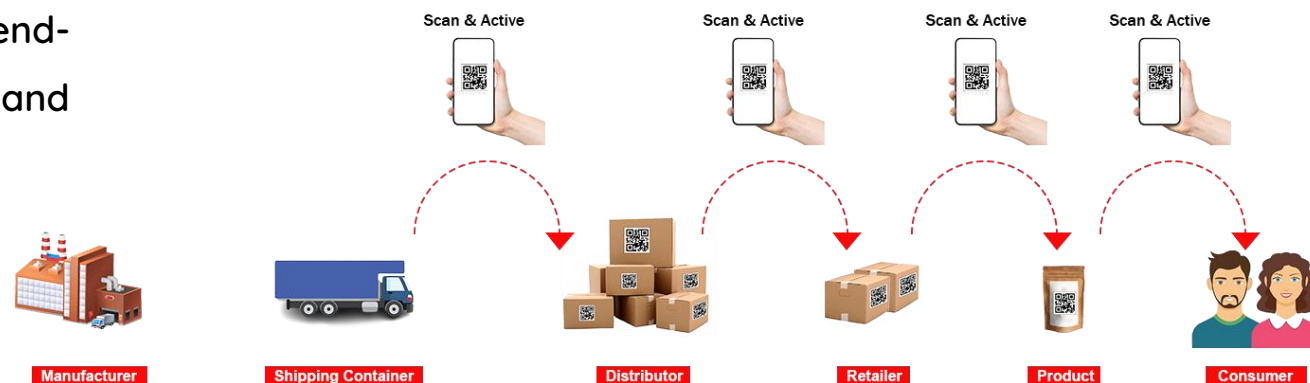 end-
and
Scan & Active
Scan & Active
Scan & Active
Scan & Active
Manufacturer
Shipping Container
Distributor
Retailer
Product
Consumer